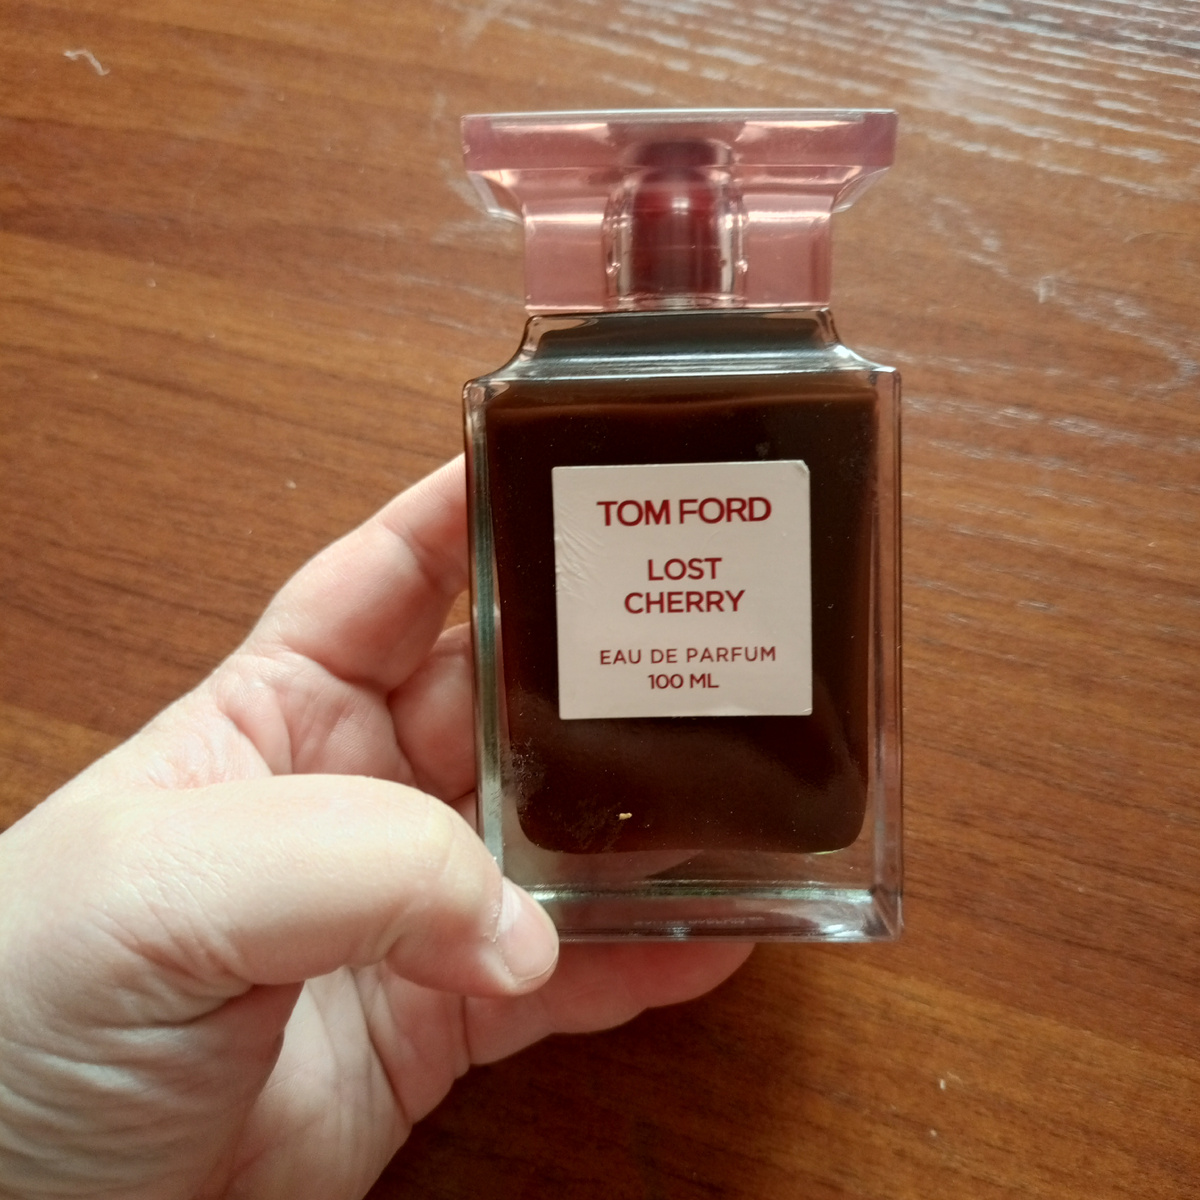 TOM FORD
LOST
CHERRY
EAU DE PARFUM
100 ML